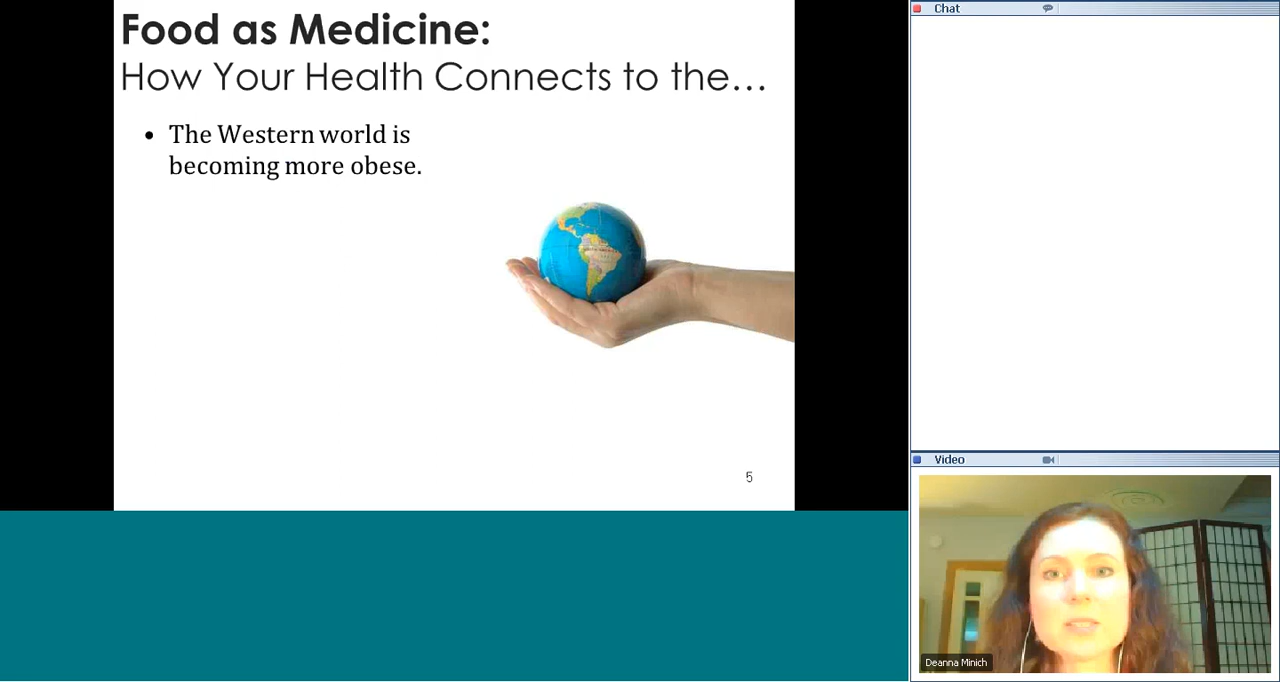 Food as Medicine:
How Your Health Connects to the…
• The Western world is
becoming more obese.
5
Chat
Video
Deanna Minich